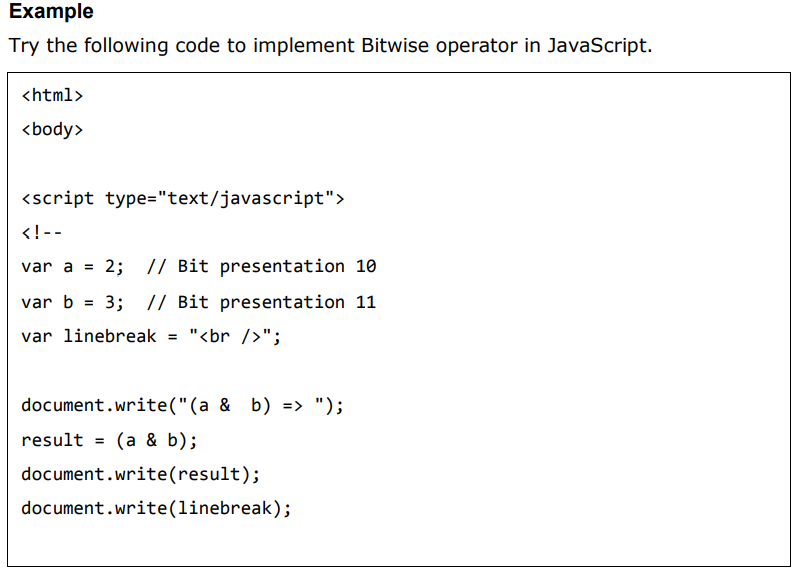 Example
Try the following code to implement Bitwise operator in JavaScript.
<html>
<body>
<script type="text/javascript">
<!--
var a = 2;  // Bit presentation 10
var b = 3;  // Bit presentation 11
var linebreak = "<br />";
document.write("(a &  b) => ");
result = (a & b);
document.write(result);
document.write(linebreak);